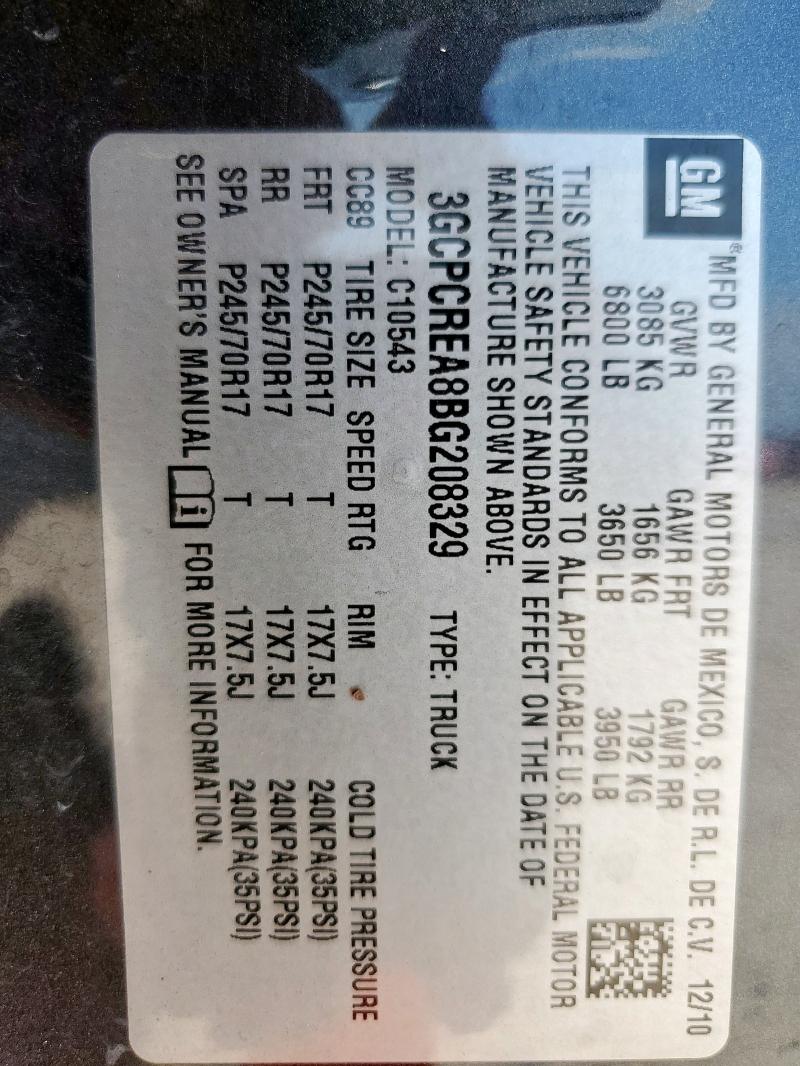 GM
®MFD BY GENERAL MOTORS DE MEXICO, S. DE R.L. DE C.V. 12/10
GVWR GAWR FRT GAWR RR
3085 KG 1656 KG 1792 KG
6800 LB 3650 LB 3950 LB
THIS VEHICLE CONFORMS TO ALL APPLICABLE U.S. FEDERAL MOTOR
VEHICLE SAFETY STANDARDS IN EFFECT ON THE DATE OF
MANUFACTURE SHOWN ABOVE.
3GCPCREA8BG208329 TYPE: TRUCK
MODEL: C10543
CC89 TIRE SIZE SPEED RTG RIM COLD TIRE PRESSURE
FRT P245/70R17 T 17X7.5J 240KPA(35PSI)
RR P245/70R17 T 17X7.5J 240KPA(35PSI)
SPA P245/70R17 T 17X7.5J 240KPA(35PSI)
SEE OWNER'S MANUAL i FOR MORE INFORMATION.